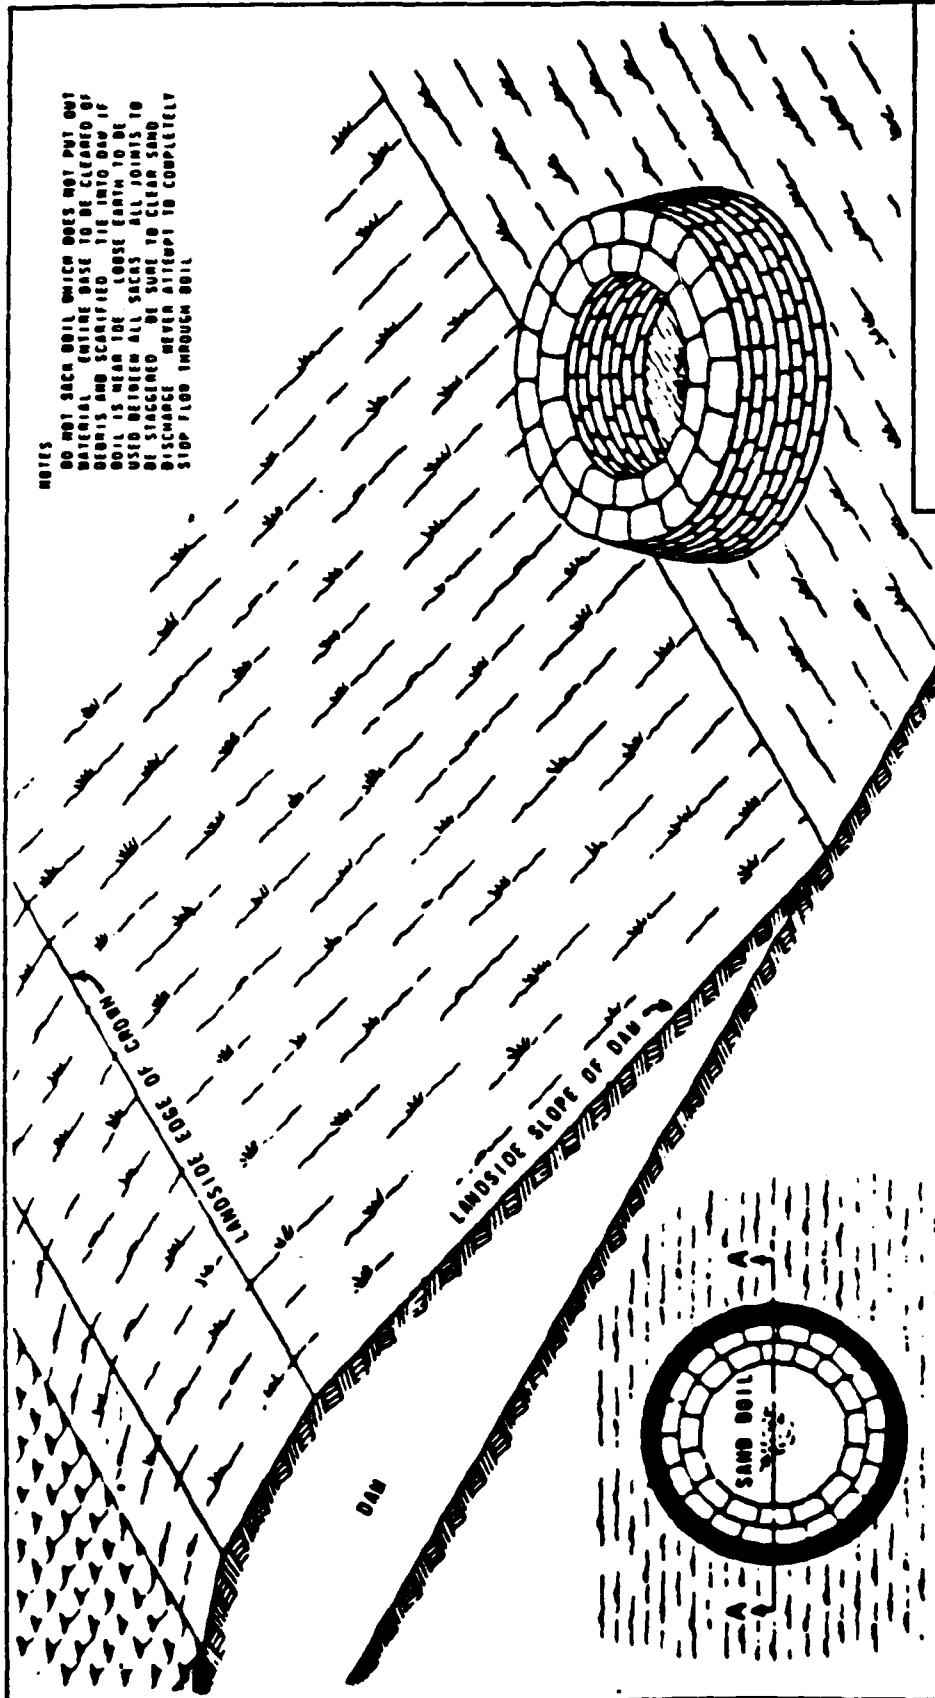 NOTES
DO NOT SACK BOIL WHICH DOES NOT PUT OUT
MATERIAL ENTIRE BASE TO BE CLEARED OF
DEBRIS AND SCARIFIED TIE INTO DAM IF
BOIL IS NEAR TOE LOOSE EARTH TO BE
USED BETWEEN ALL SACKS ALL JOINTS TO
BE STAGGERED BE SURE TO CLEAR SAND
DISCHARGE NEVER ATTEMPT TO COMPLETELY
STOP FLOW THROUGH BOIL
LANDSIDE EDGE OF CROWN
LANDSIDE SLOPE OF DAM
DAM
A
A
SAND BOIL